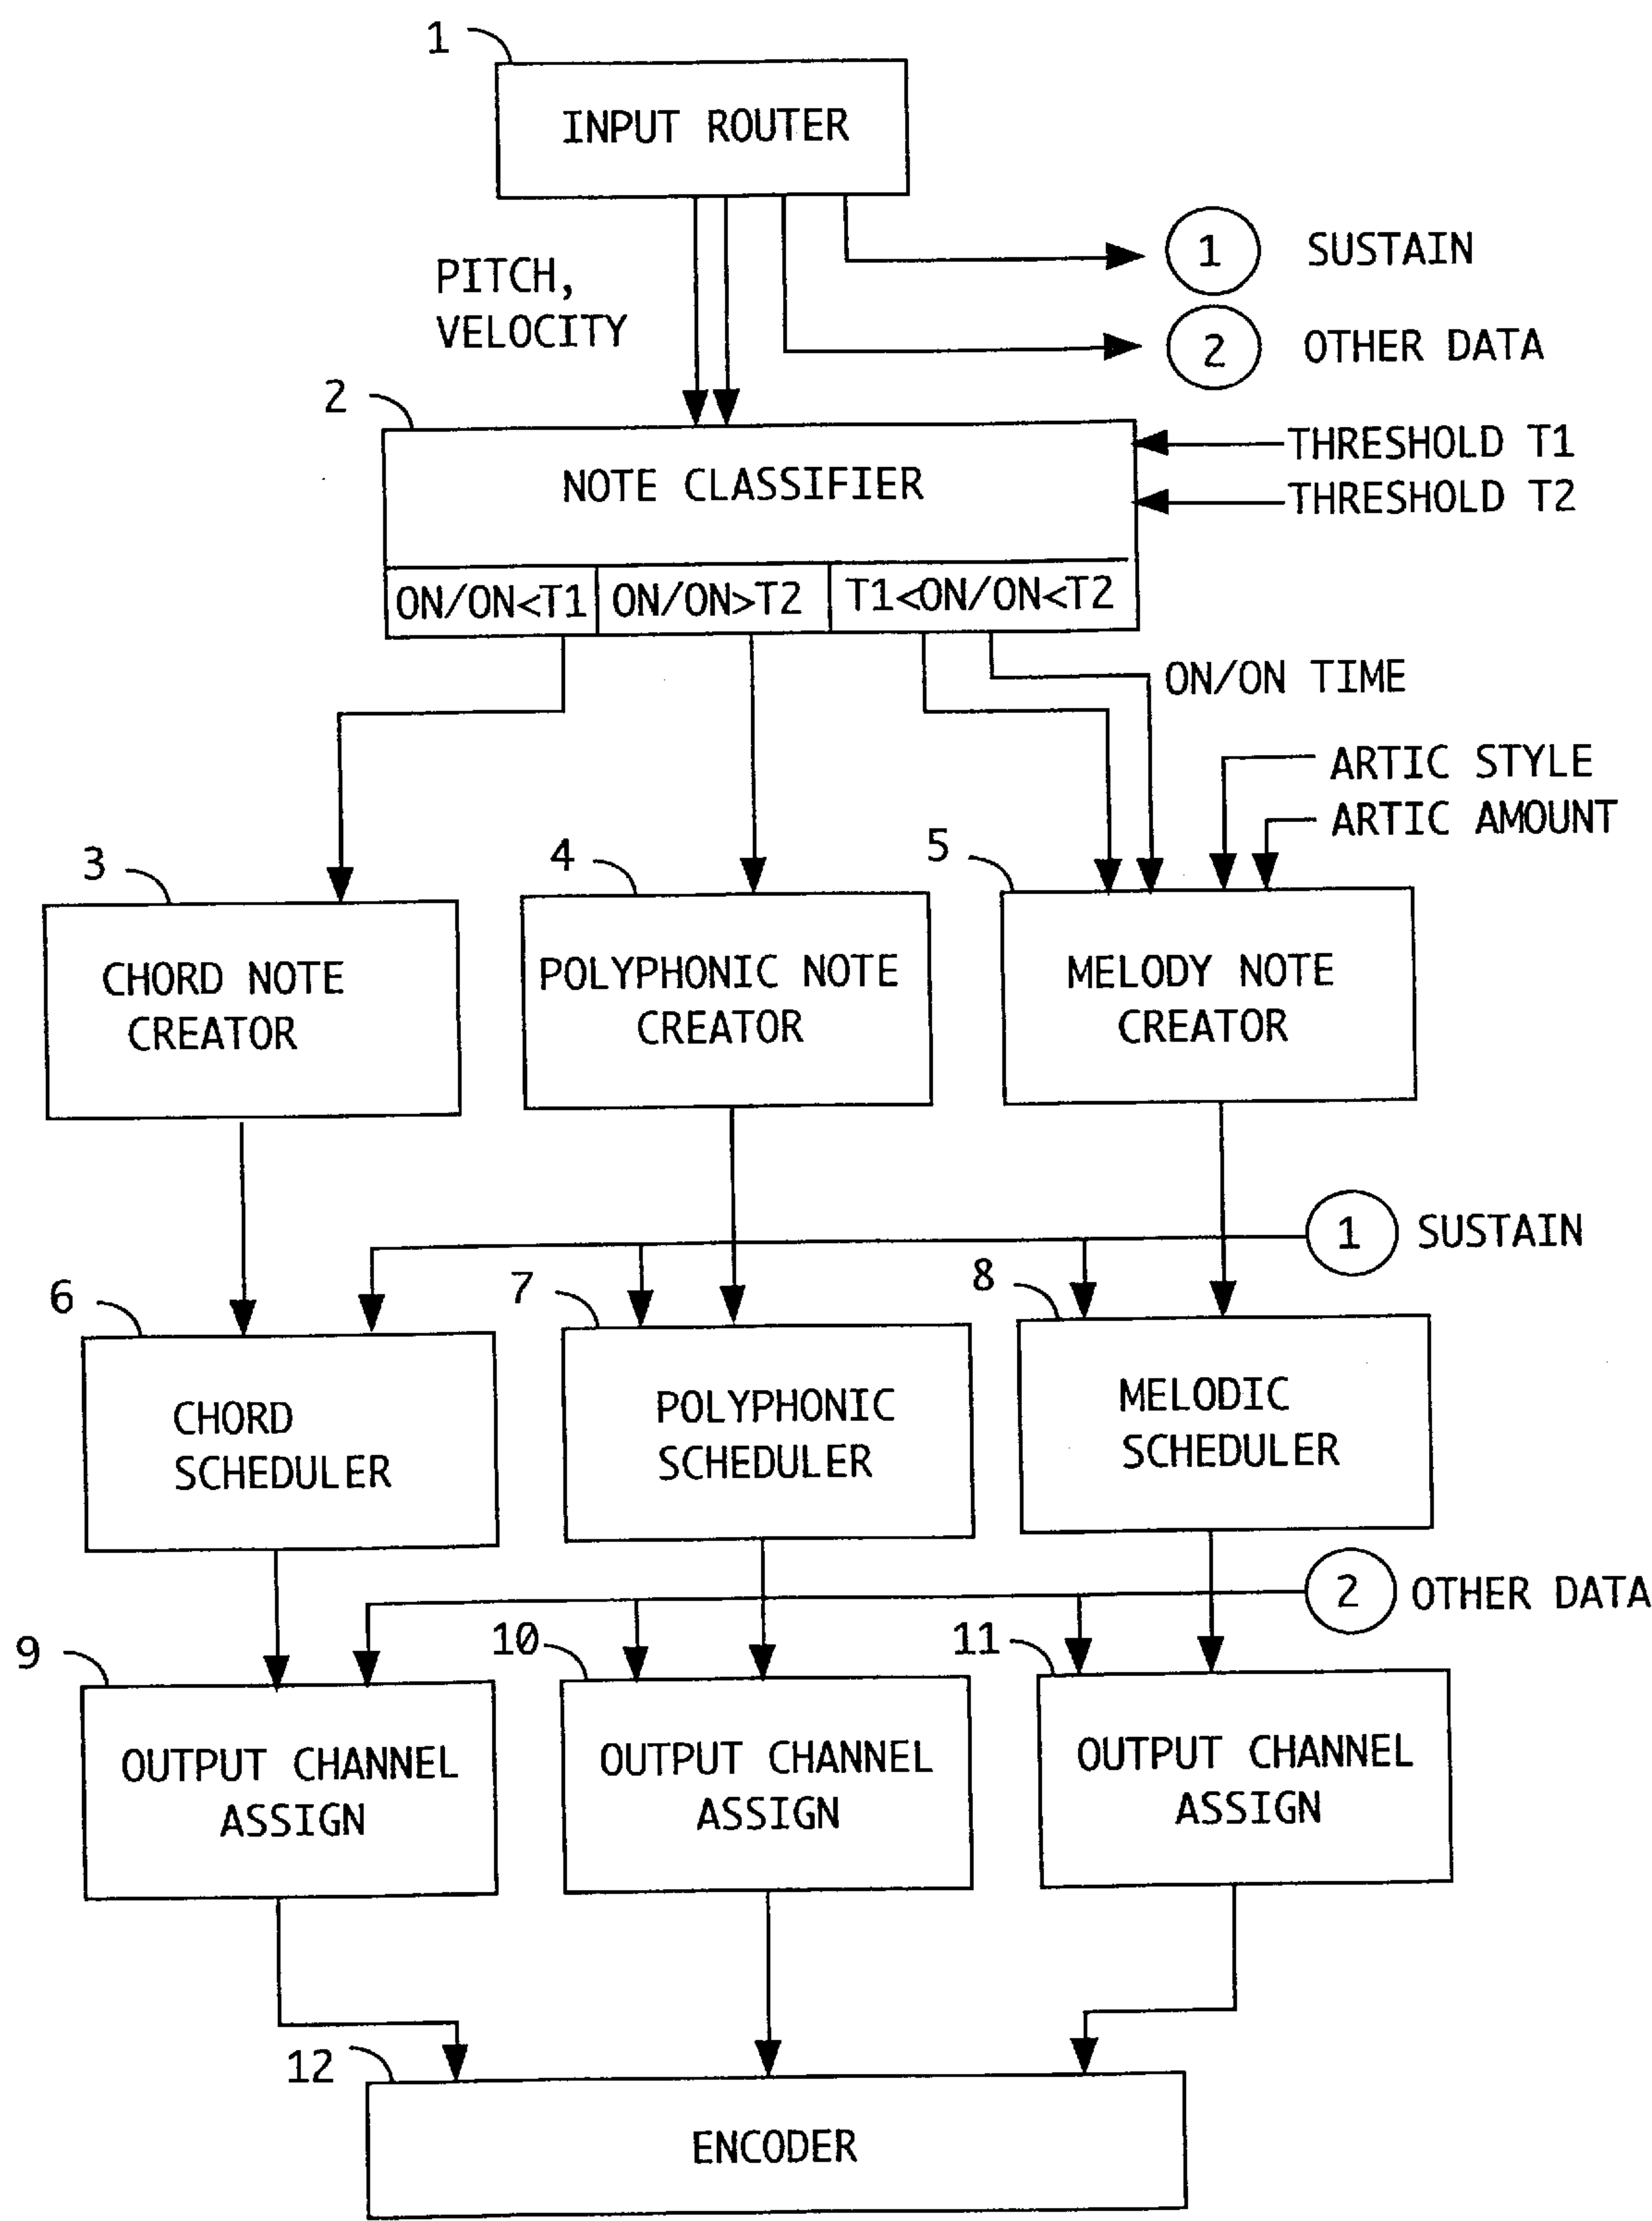 1
INPUT ROUTER
1 SUSTAIN
PITCH,
VELOCITY
2 OTHER DATA
2
THRESHOLD T1
NOTE CLASSIFIER
THRESHOLD T2
ON/ON<T1 ON/ON>T2 T1<ON/ON<T2
ON/ON TIME
ARTIC STYLE
ARTIC AMOUNT
3
4
5
CHORD NOTE
CREATOR
POLYPHONIC NOTE
CREATOR
MELODY NOTE
CREATOR
1 SUSTAIN
6
7
8
CHORD
SCHEDULER
POLYPHONIC
SCHEDULER
MELODIC
SCHEDULER
2 OTHER DATA
9
10
11
OUTPUT CHANNEL
ASSIGN
OUTPUT CHANNEL
ASSIGN
OUTPUT CHANNEL
ASSIGN
12
ENCODER